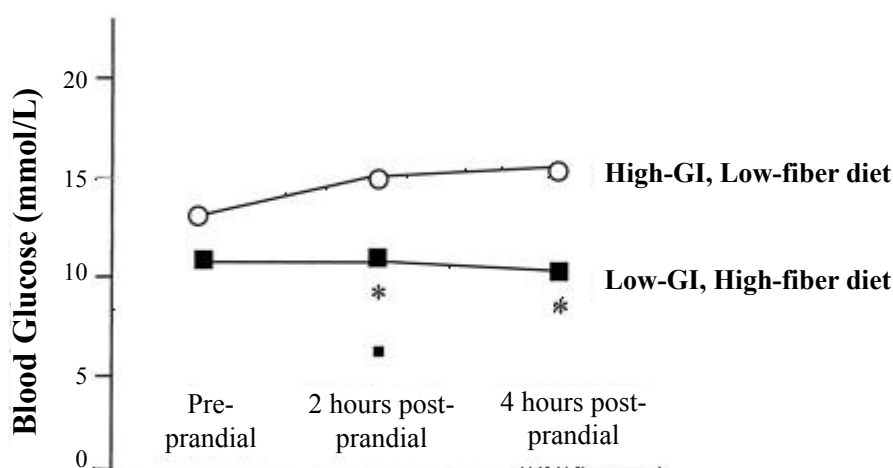 Blood Glucose (mmol/L)
20
15
10
5
0
High-GI, Low-fiber diet
Low-GI, High-fiber diet
*
*
Pre-
prandial
2 hours post-
prandial
4 hours post-
prandial